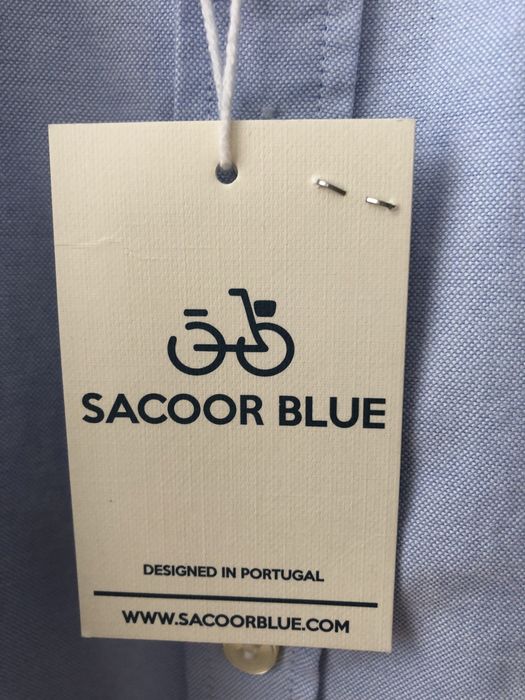 SACOOR BLUE
DESIGNED IN PORTUGAL
WWW.SACOORBLUE.COM